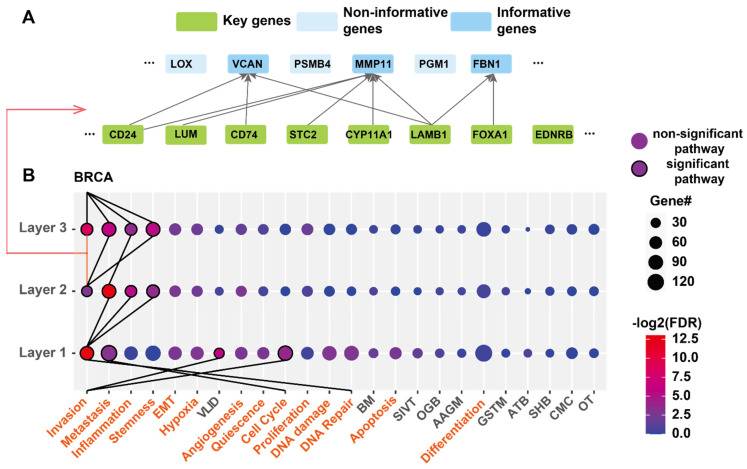 A
Key genes
Non-informative
genes
Informative
genes
... LOX VCAN PSMB4 MMP11 PGM1 FBN1 ...
... CD24 LUM CD74 STC2 CYP11A1 LAMB1 FOXA1 EDNRB ...
non-significant
pathway
significant
pathway
B
BRCA
Layer 3
Layer 2
Layer 1
Gene#
30
60
90
120
-log2(FDR)
12.5
10.0
7.5
5.0
2.5
0.0
Invasion
Metastasis
Inflammation
Stemness
EMT
Hypoxia
VLID
Angiogenesis
Quiescence
Cell Cycle
Proliferation
DNA damage
DNA Repair
BM
Apoptosis
SIVT
OGB
AAGM
Differentiation
GSTM
ATB
SHB
CMC
OT